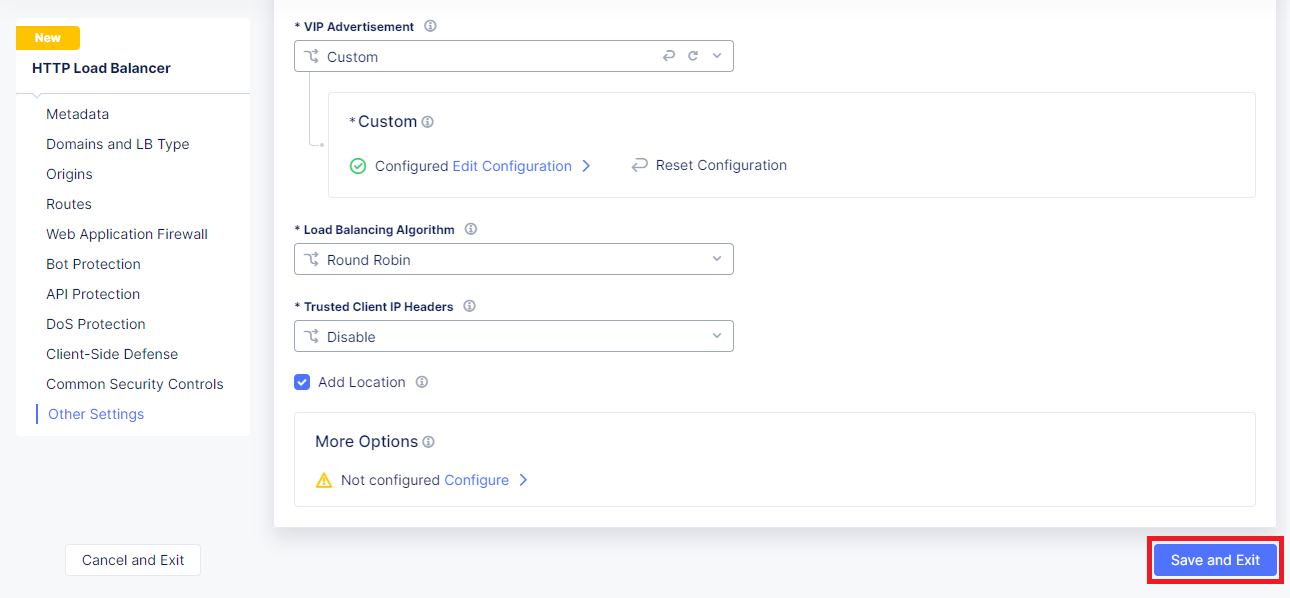 New
HTTP Load Balancer
Metadata
Domains and LB Type
Origins
Routes
Web Application Firewall
Bot Protection
API Protection
DoS Protection
Client-Side Defense
Common Security Controls
Other Settings
* VIP Advertisement
Custom
* Custom
Configured Edit Configuration
Reset Configuration
* Load Balancing Algorithm
Round Robin
* Trusted Client IP Headers
Disable
Add Location
More Options
Not configured Configure
Cancel and Exit
Save and Exit